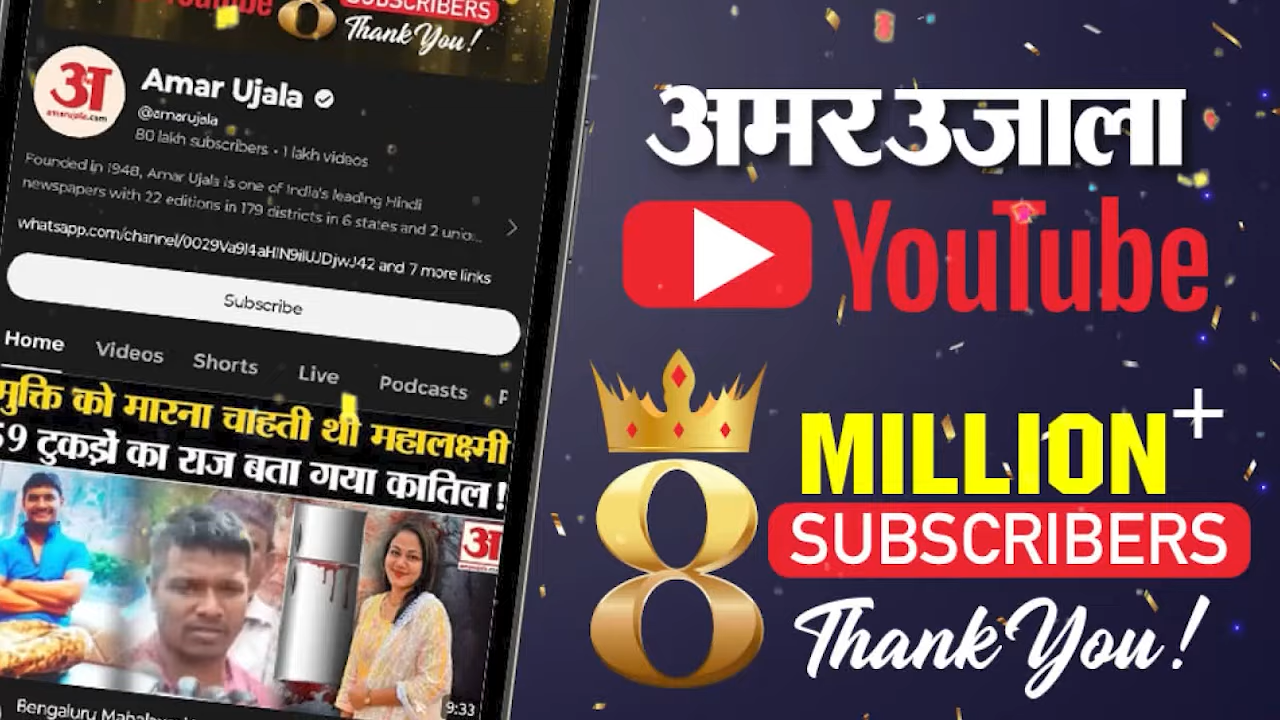 YouTube
SUBSCRIBERS
8
Thank You!
अ
amarujala.com
Amar Ujala
@amarujala
80 lakh subscribers • 1 lakh videos
Founded in 1948, Amar Ujala is one of India's leading Hindi
newspapers with 22 editions in 179 districts in 6 states and 2 unio...
and 7 more links
Subscribe
Home Videos Shorts Live Podcasts
मुक्ति को मारना चाहती थी महालक्ष्मी
59 टुकड़ों का राज बता गया कातिल!
अ
9:33
Bengaluru
अमर उजाला
YouTube
8 MILLION+
SUBSCRIBERS
Thank You!